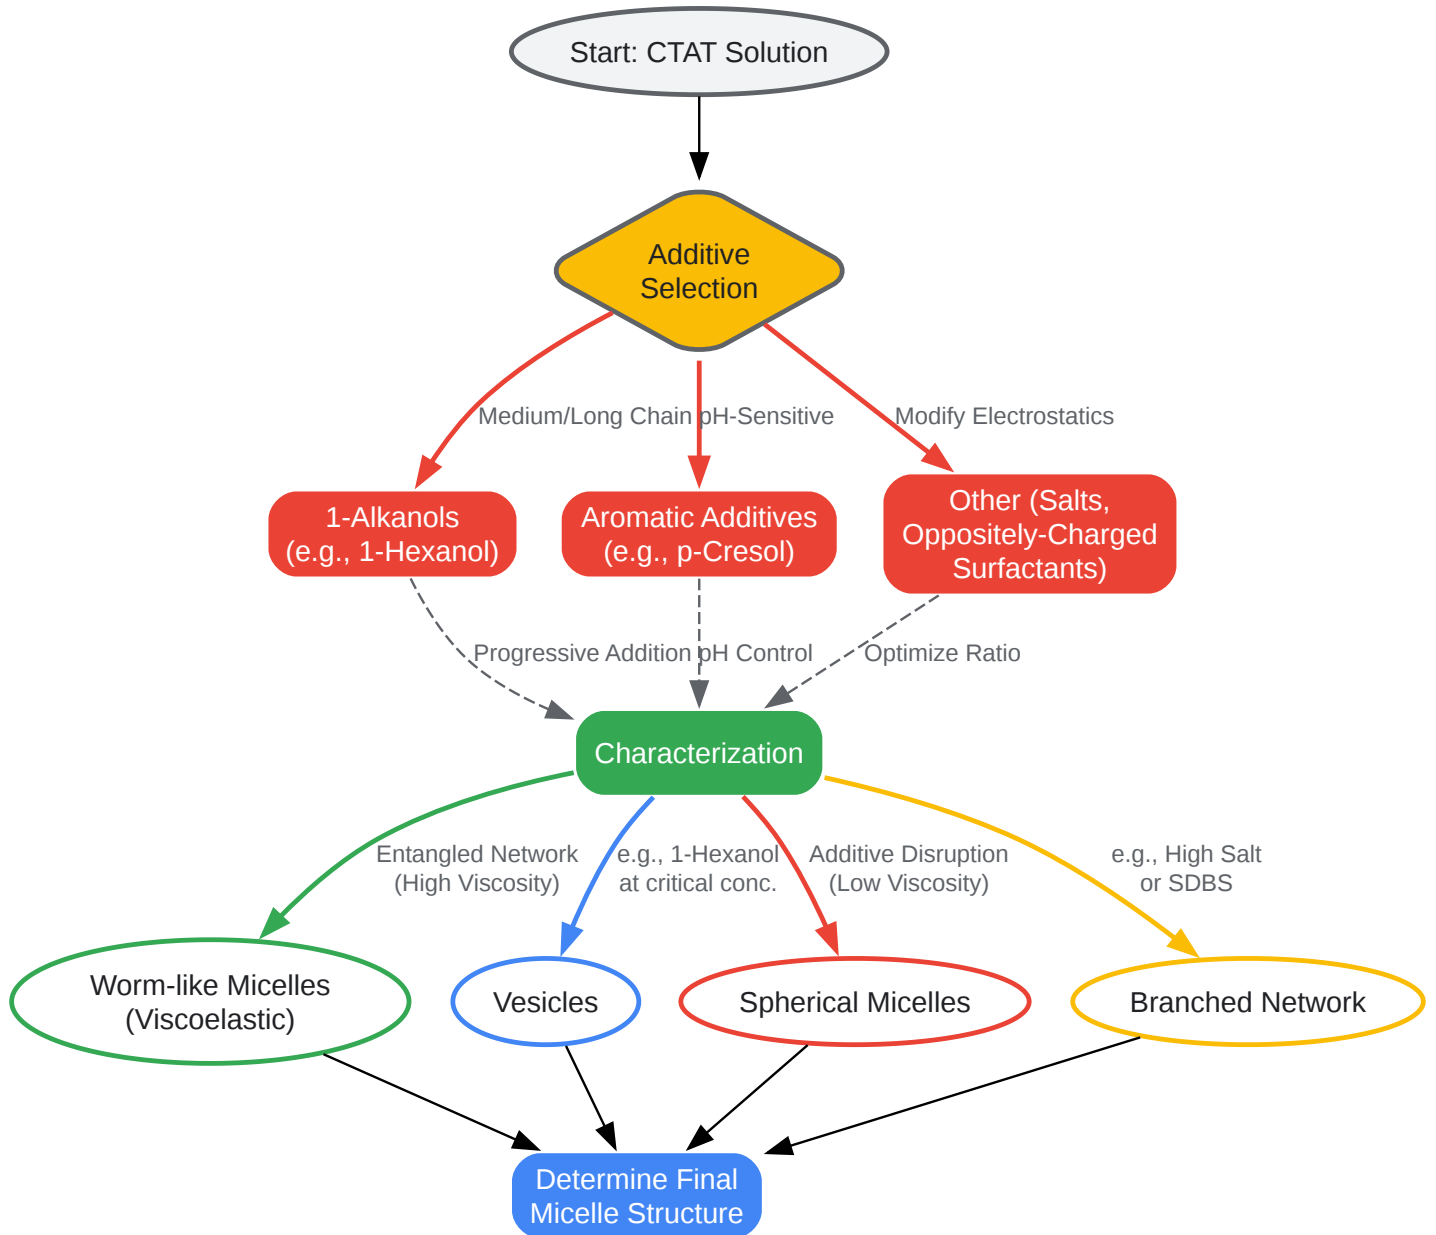 Start: CTAT Solution
Additive
Selection
Medium/Long Chain
pH-Sensitive
Modify Electrostatics
1-Alkanols
(e.g., 1-Hexanol)
Aromatic Additives
(e.g., p-Cresol)
Other (Salts,
Oppositely-Charged
Surfactants)
Progressive Addition
pH Control
Optimize Ratio
Characterization
Entangled Network
(High Viscosity)
e.g., 1-Hexanol
at critical conc.
Additive Disruption
(Low Viscosity)
e.g., High Salt
or SDBS
Worm-like Micelles
(Viscoelastic)
Vesicles
Spherical Micelles
Branched Network
Determine Final
Micelle Structure